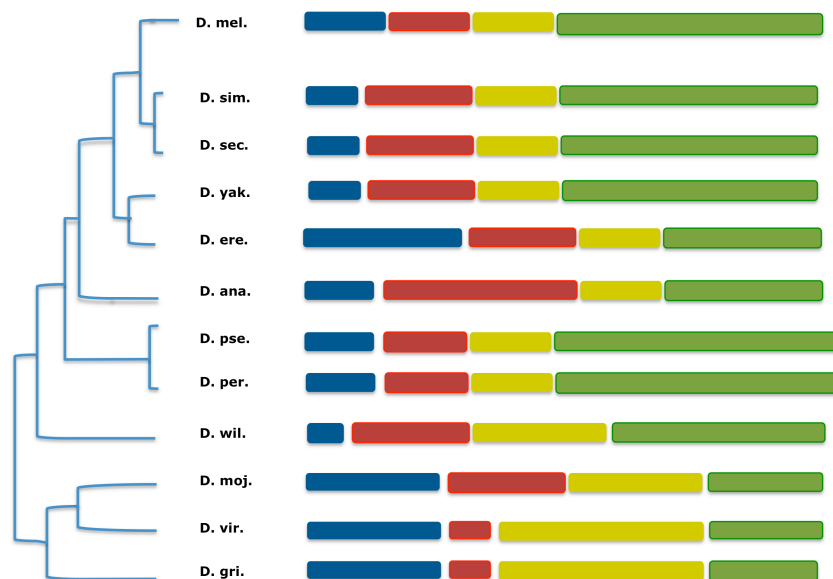 D. mel.
D. sim.
D. sec.
D. yak.
D. ere.
D. ana.
D. pse.
D. per.
D. wil.
D. moj.
D. vir.
D. gri.